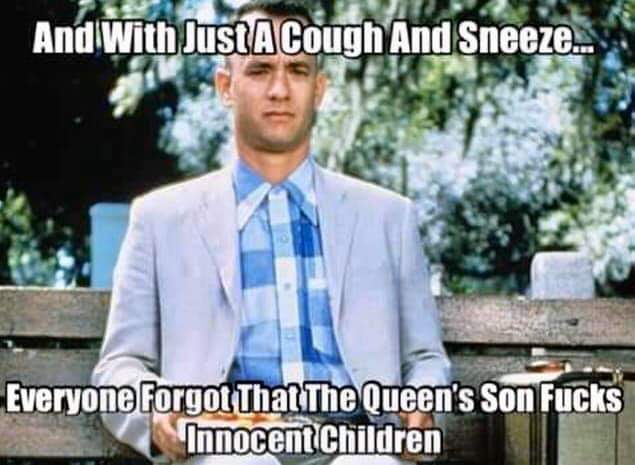 And With Just A Cough And Sneeze...
Everyone Forgot That The Queen's Son Fucks
Innocent Children